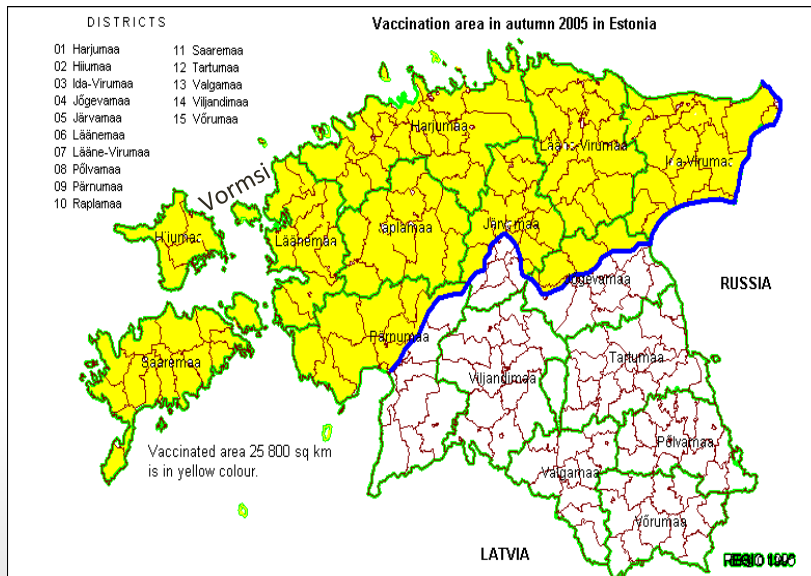 DISTRICTS
Vaccination area in autumn 2005 in Estonia
01 Harjumaa
02 Hiiumaa
03 Ida-Virumaa
04 Jõgevamaa
05 Järvamaa
06 Läänemaa
07 Lääne-Virumaa
08 Põlvamaa
09 Pärnumaa
10 Raplamaa
11 Saaremaa
12 Tartumaa
13 Valgamaa
14 Viljandimaa
15 Võrumaa
Harjumaa
Lääne-Virumaa
Ida-Virumaa
Vormsi
Hiiumaa
Läänemaa
Raplamaa
Järvamaa
Jõgevamaa
RUSSIA
Pärnumaa
Saaremaa
Viljandimaa
Tartumaa
Vaccinated area 25 800 sq km
is in yellow colour.
Põlvamaa
Valgamaa
Võrumaa
LATVIA